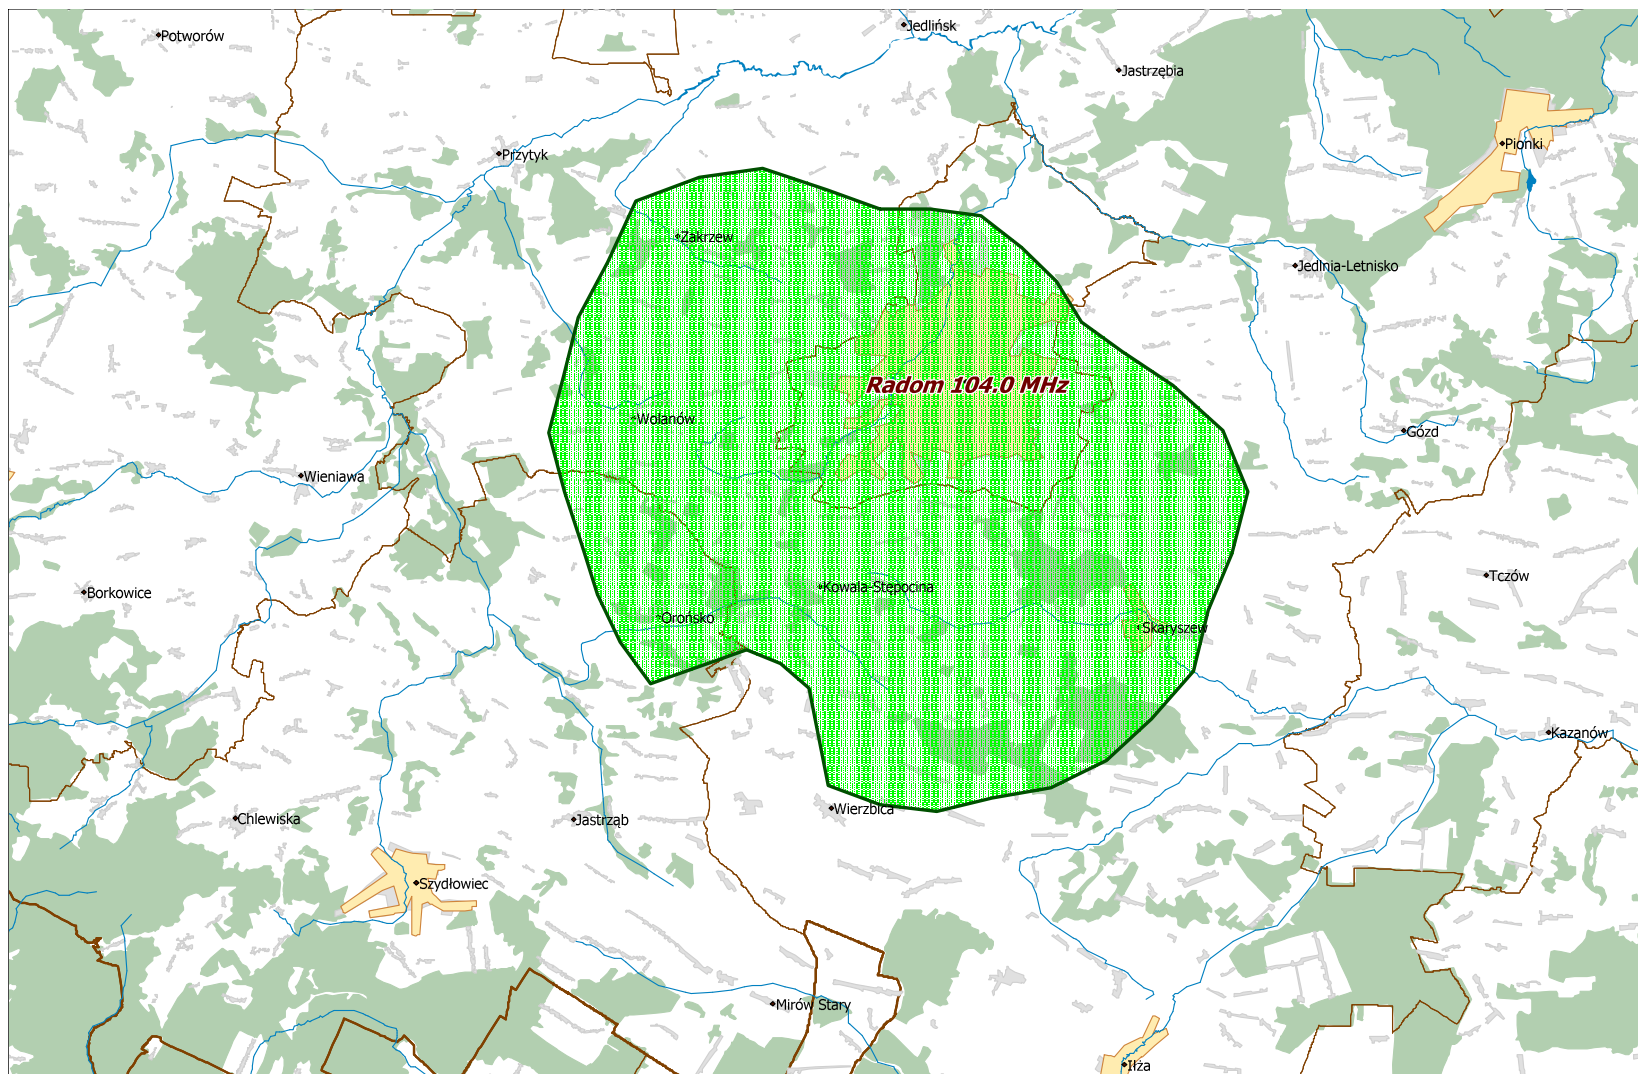 Potworów
Jedlińsk
Jastrzębia
Pionki
Przytyk
Zakrzew
Jedlnia-Letnisko
Radom 104.0 MHz
Wolanów
Gózd
Wieniawa
Tczów
Kowala-Stępocina
Borkowice
Orońsko
Skaryszew
Kazanów
Wierzbica
Chlewiska
Jastrząb
Szydłowiec
Mirów Stary
Iłża